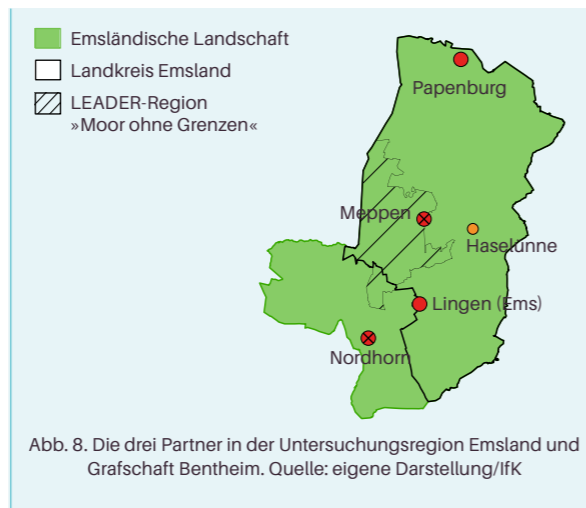 Emsländische Landschaft
Landkreis Emsland
LEADER-Region
»Moor ohne Grenzen«
Papenburg
Meppen
Haselünne
Lingen (Ems)
Nordhorn
Abb. 8. Die drei Partner in der Untersuchungsregion Emsland und
Grafschaft Bentheim. Quelle: eigene Darstellung/IfK